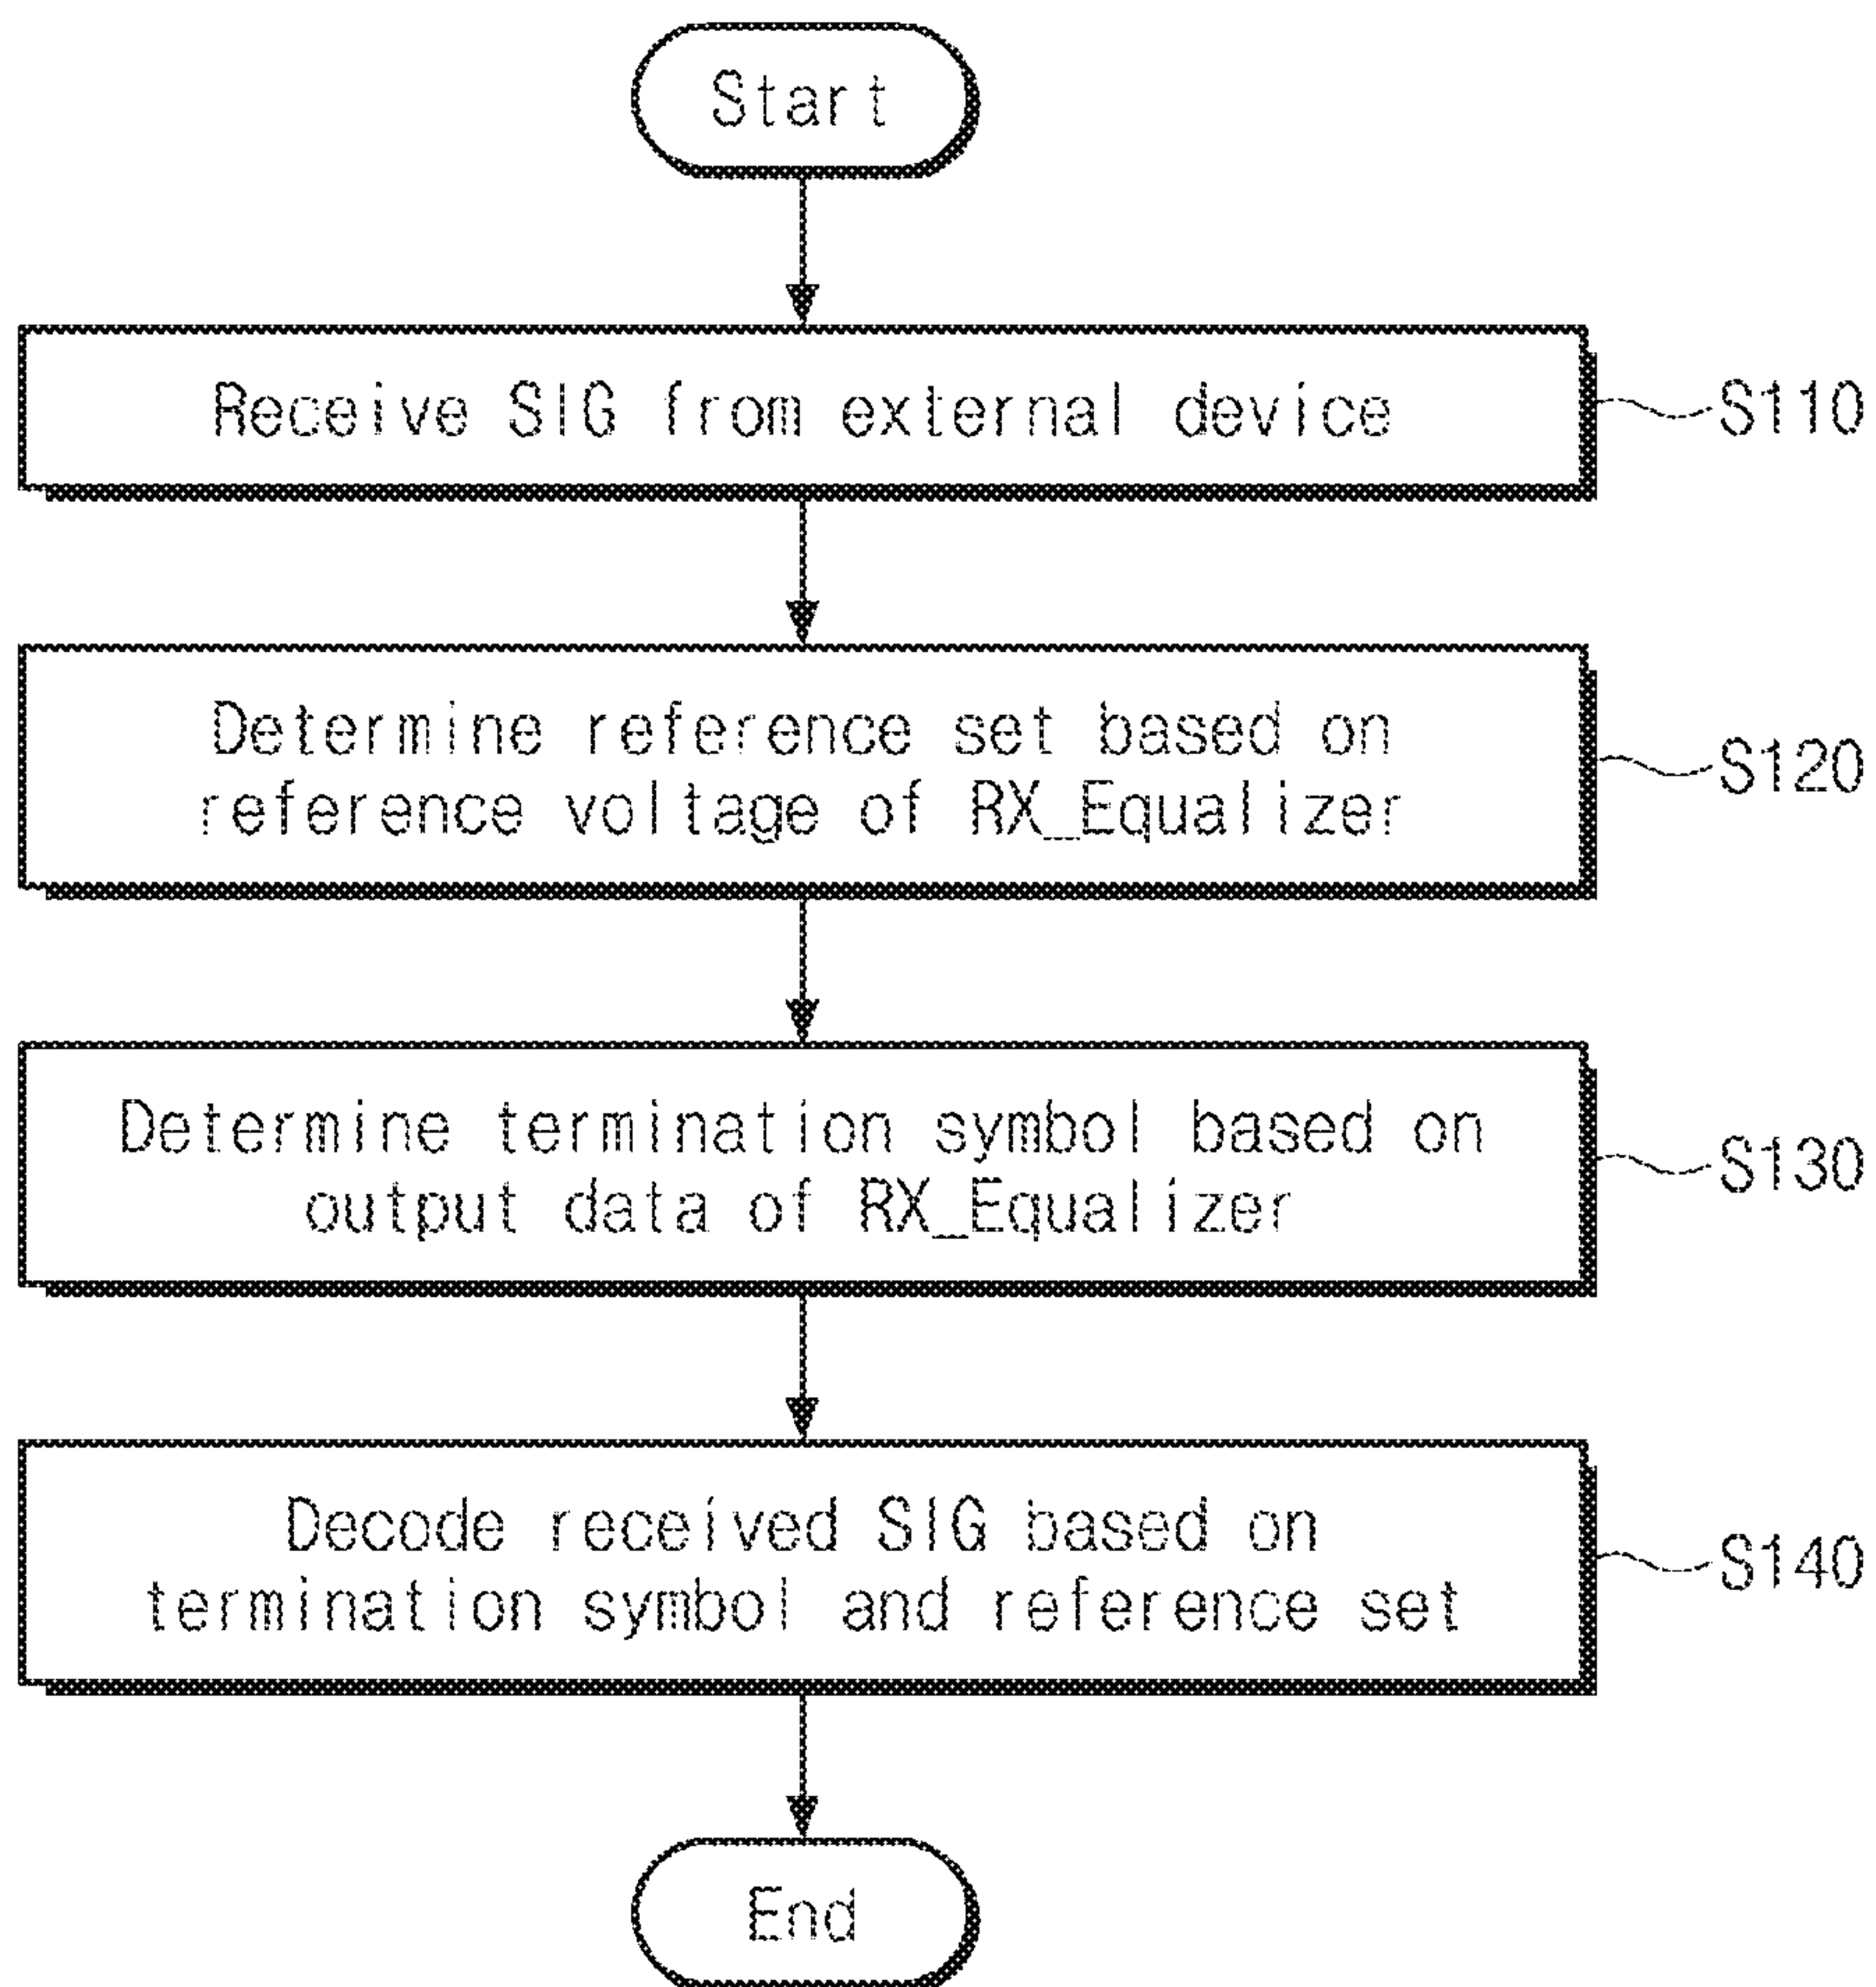 Start
Receive SIG from external device
S110
Determine reference set based on
reference voltage of RX_Equalizer
S120
Determine termination symbol based on
output data of RX_Equalizer
S130
Decode received SIG based on
termination symbol and reference set
S140
End